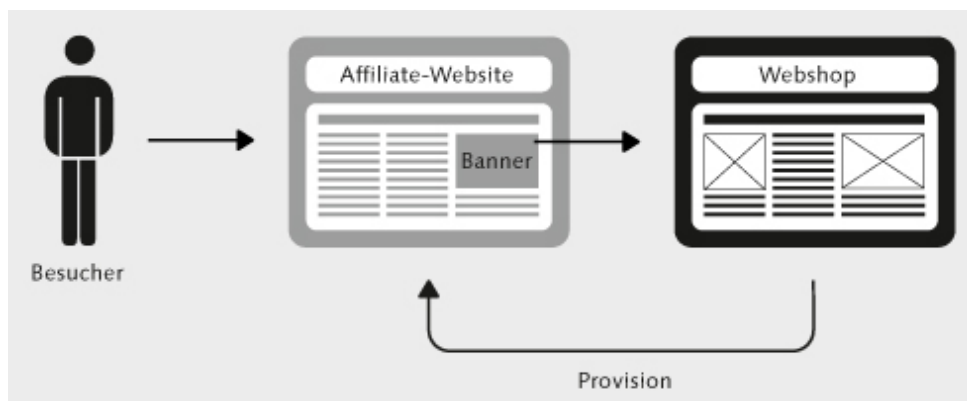 Affiliate-Website
Webshop
Banner
Besucher
Provision